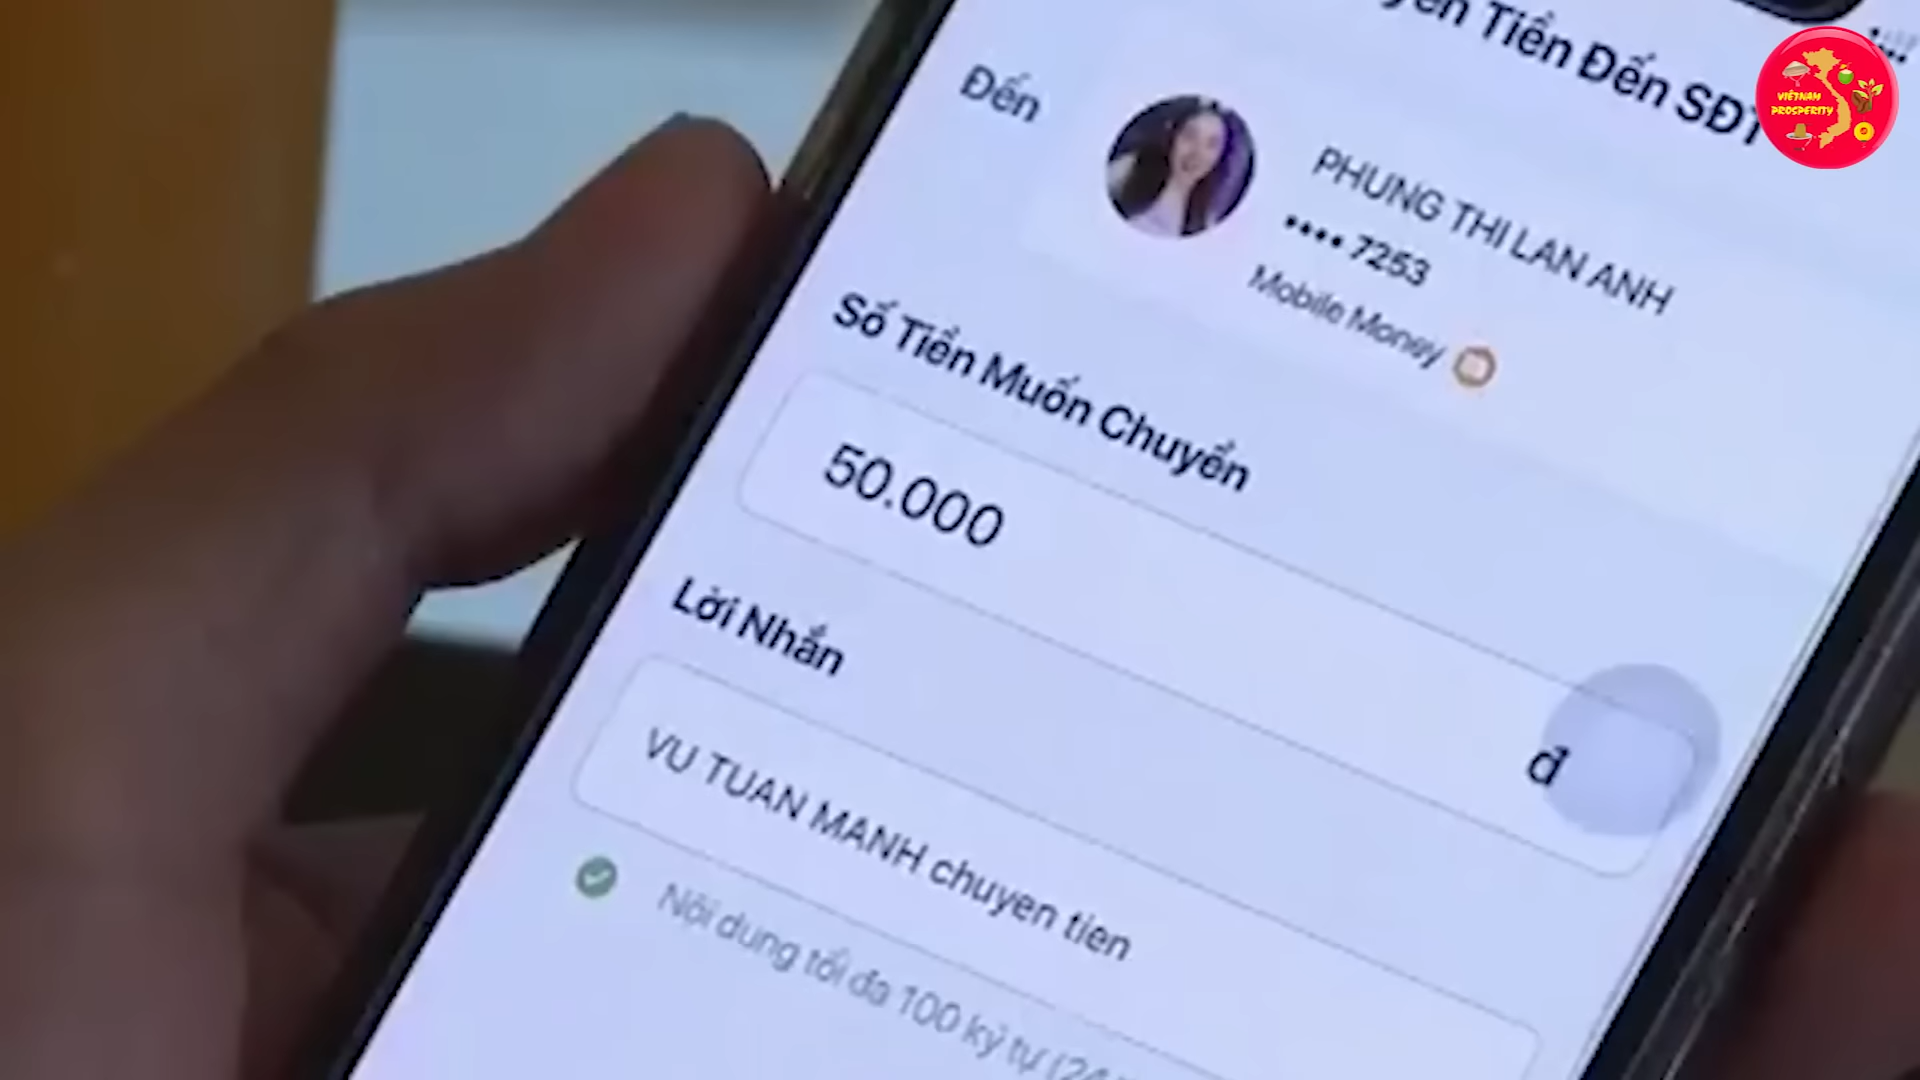 yển Tiền Đến SĐT
VIETNAM
PROSPERITY
Đến
PHUNG THI LAN ANH
•••• 7253
Mobile Money
Số Tiền Muốn Chuyển
50.000
đ
Lời Nhắn
VU TUAN MANH chuyen tien
Nội dung tối đa 100 ký tự (24